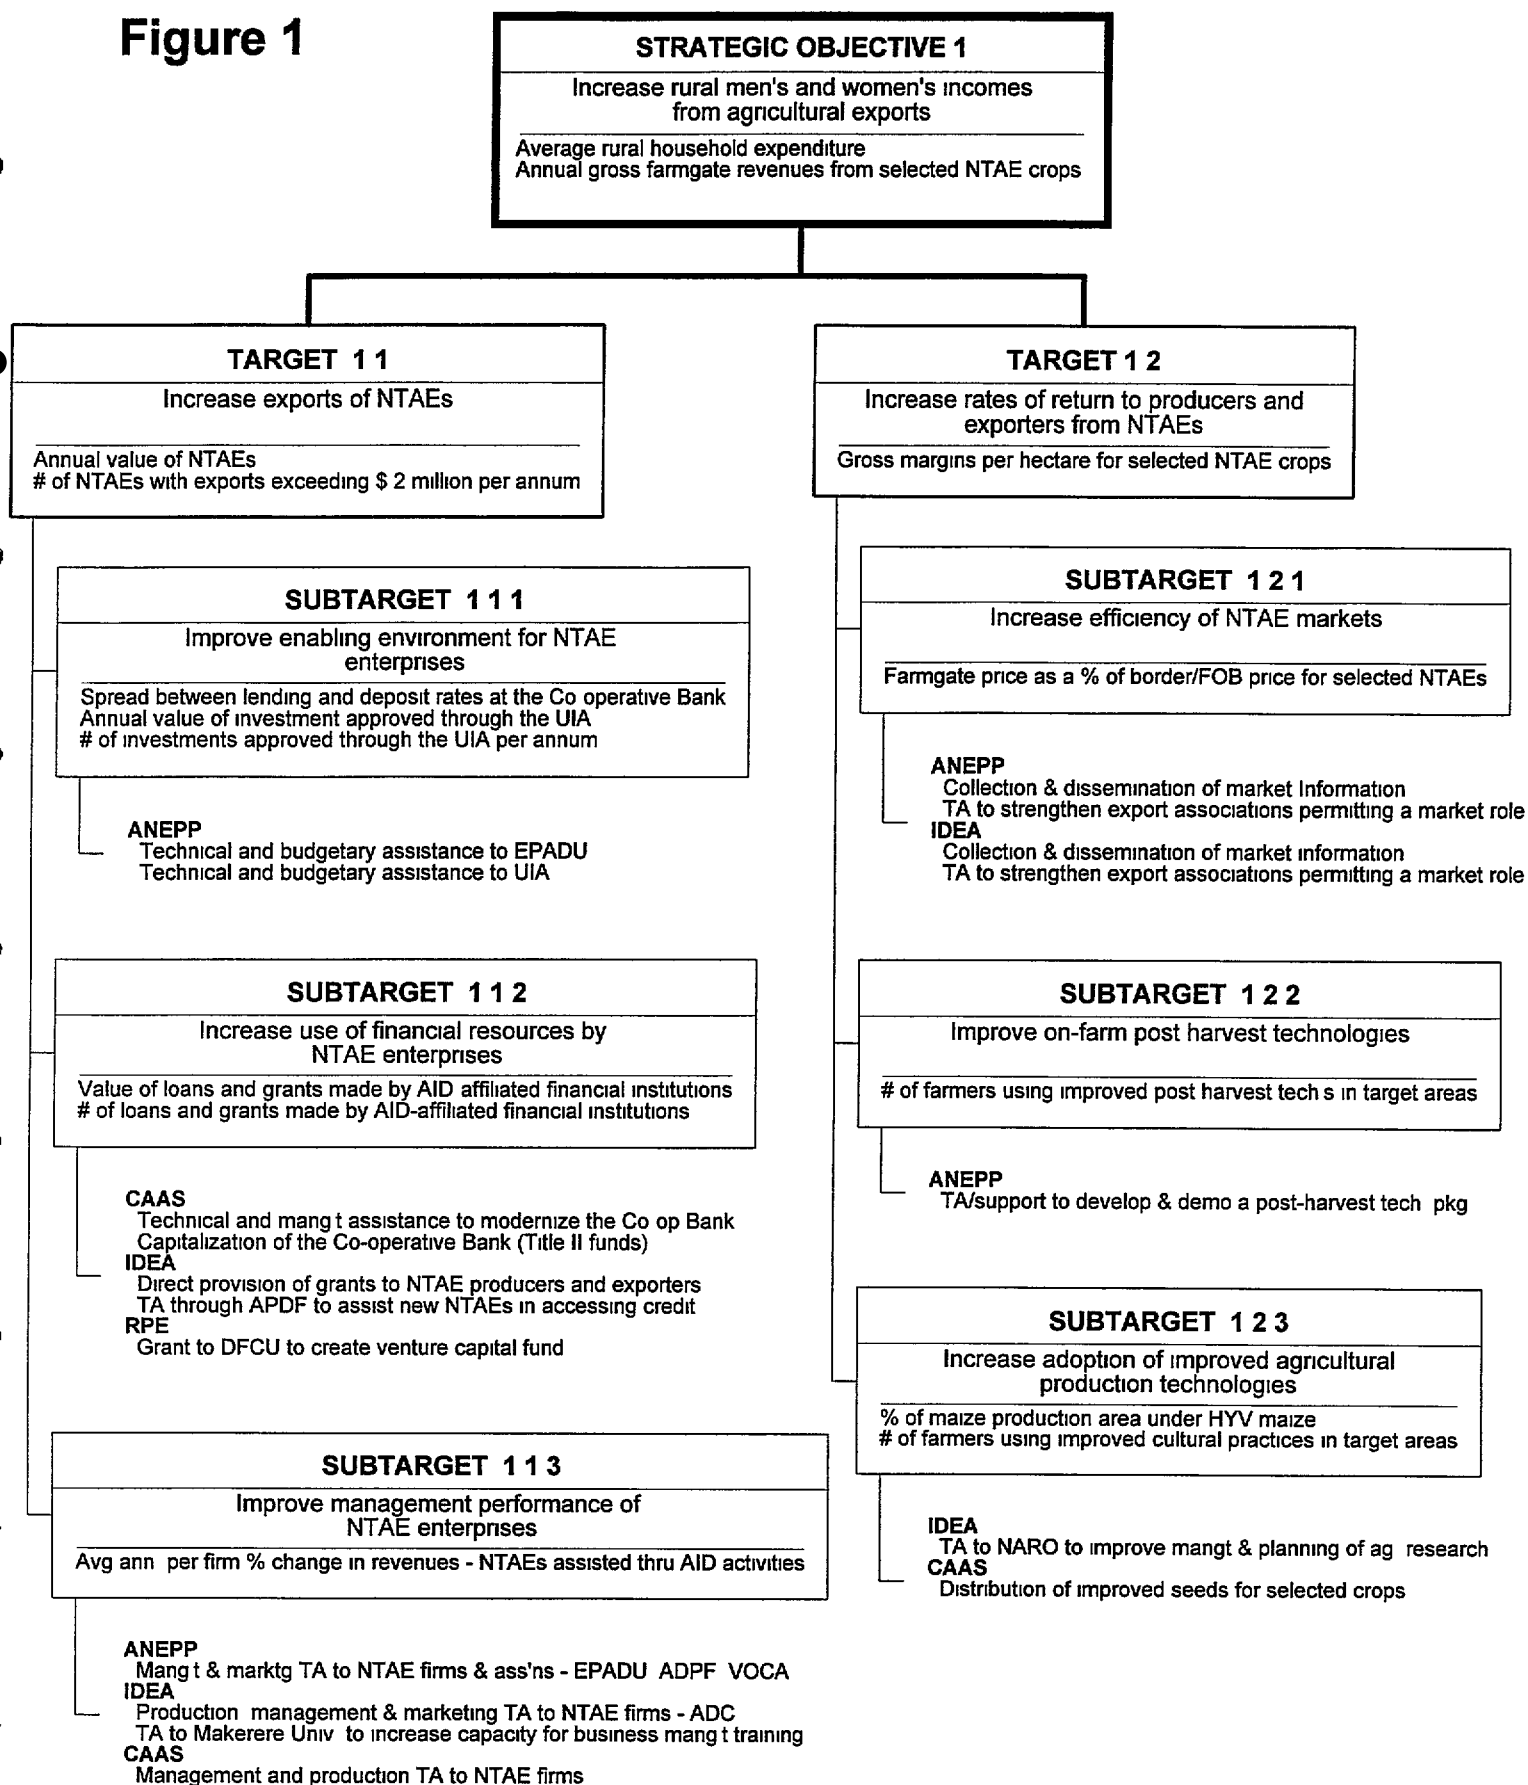 Figure 1
STRATEGIC OBJECTIVE 1
Increase rural men's and women's incomes
from agricultural exports
Average rural household expenditure
Annual gross farmgate revenues from selected NTAE crops
TARGET 1 1
Increase exports of NTAEs
Annual value of NTAEs
# of NTAEs with exports exceeding $ 2 million per annum
SUBTARGET 1 1 1
Improve enabling environment for NTAE
enterprises
Spread between lending and deposit rates at the Co operative Bank
Annual value of investment approved through the UIA
# of investments approved through the UIA per annum
ANEPP
Technical and budgetary assistance to EPADU
Technical and budgetary assistance to UIA
SUBTARGET 1 1 2
Increase use of financial resources by
NTAE enterprises
Value of loans and grants made by AID affiliated financial institutions
# of loans and grants made by AID-affiliated financial institutions
CAAS
Technical and mang t assistance to modernize the Co op Bank
Capitalization of the Co-operative Bank (Title II funds)
IDEA
Direct provision of grants to NTAE producers and exporters
TA through APDF to assist new NTAEs in accessing credit
RPE
Grant to DFCU to create venture capital fund
SUBTARGET 1 1 3
Improve management performance of
NTAE enterprises
Avg ann per firm % change in revenues - NTAEs assisted thru AID activities
ANEPP
Mang t & marktg TA to NTAE firms & ass'ns - EPADU ADPF VOCA
IDEA
Production management & marketing TA to NTAE firms - ADC
TA to Makerere Univ to increase capacity for business mang t training
CAAS
Management and production TA to NTAE firms
TARGET 1 2
Increase rates of return to producers and
exporters from NTAEs
Gross margins per hectare for selected NTAE crops
SUBTARGET 1 2 1
Increase efficiency of NTAE markets
Farmgate price as a % of border/FOB price for selected NTAEs
ANEPP
Collection & dissemination of market Information
TA to strengthen export associations permitting a market role
IDEA
Collection & dissemination of market information
TA to strengthen export associations permitting a market role
SUBTARGET 1 2 2
Improve on-farm post harvest technologies
# of farmers using improved post harvest tech s in target areas
ANEPP
TA/support to develop & demo a post-harvest tech pkg
SUBTARGET 1 2 3
Increase adoption of improved agricultural
production technologies
% of maize production area under HYV maize
# of farmers using improved cultural practices in target areas
IDEA
TA to NARO to improve mangt & planning of ag research
CAAS
Distribution of improved seeds for selected crops